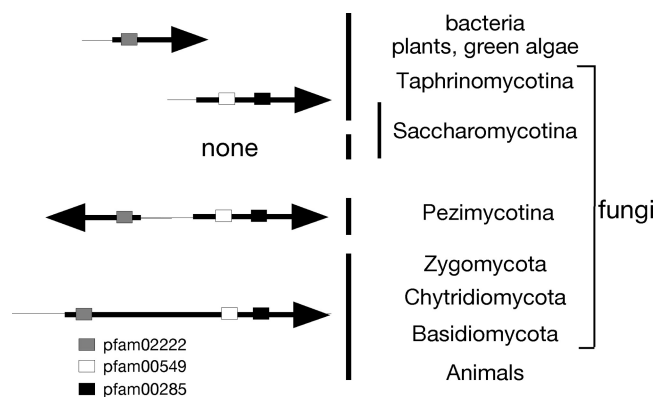 bacteria
plants, green algae
Taphrinomycotina
Saccharomycotina
none
Pezimycotina
fungi
Zygomycota
Chytridiomycota
Basidiomycota
Animals
pfam02222
pfam00549
pfam00285